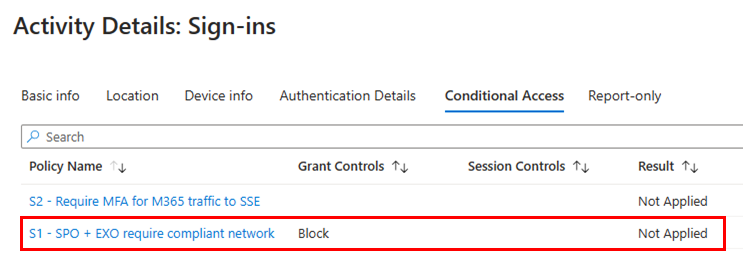 Activity Details: Sign-ins
Basic info Location Device info Authentication Details Conditional Access Report-only
Search
Policy Name ↑↓ Grant Controls ↑↓ Session Controls ↑↓ Result ↑↓
S2 - Require MFA for M365 traffic to SSE Not Applied
S1 - SPO + EXO require compliant network Block Not Applied